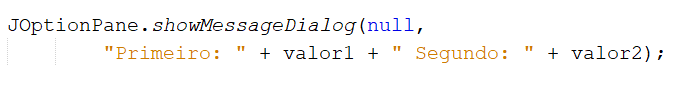 JOptionPane.showMessageDialog(null,
"Primeiro: " + valor1 + " Segundo: " + valor2);